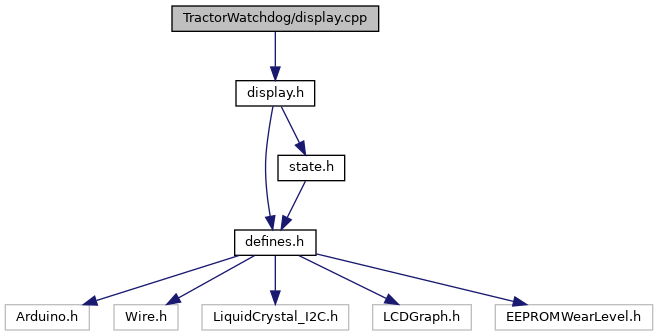 TractorWatchdog/display.cpp
display.h
state.h
defines.h
Arduino.h
Wire.h
LiquidCrystal_I2C.h
LCDGraph.h
EEPROMWearLevel.h